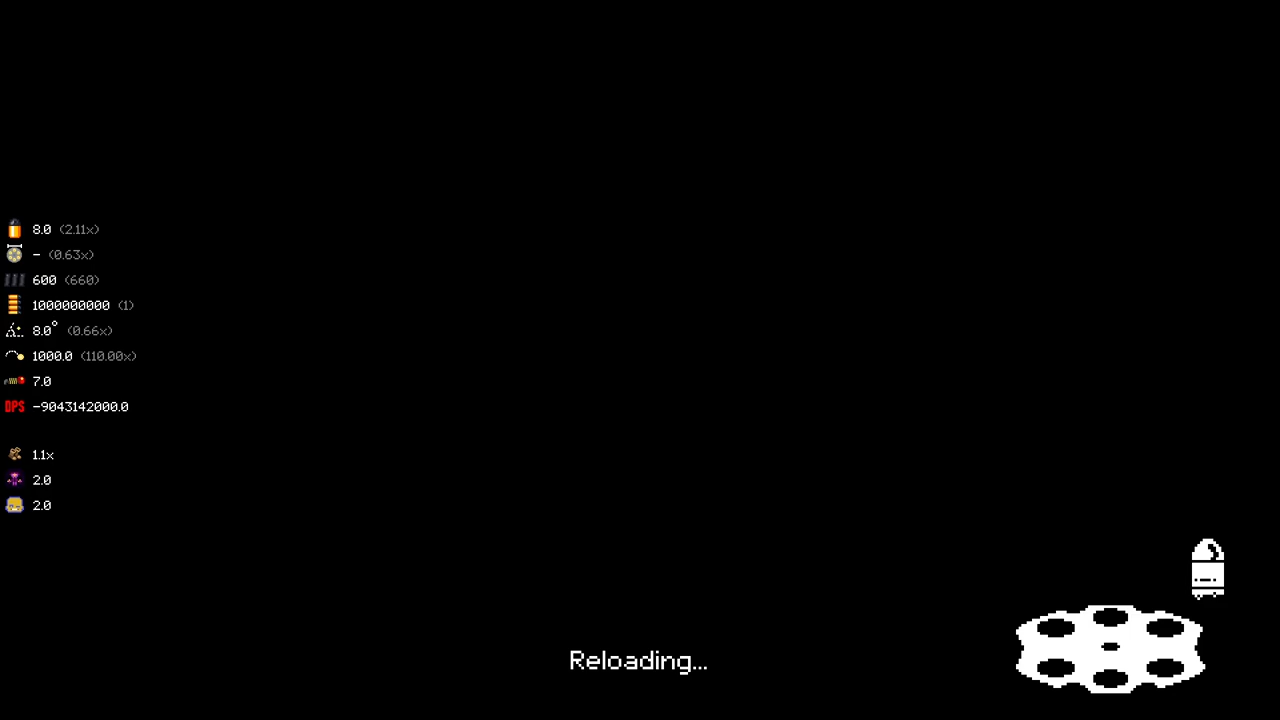 8.0 (2.11x)
- (0.63x)
600 (660)
1000000000 (1)
8.0° (0.66x)
1000.0 (110.00x)
7.0
DPS -9043142000.0
1.1x
2.0
2.0
Reloading...